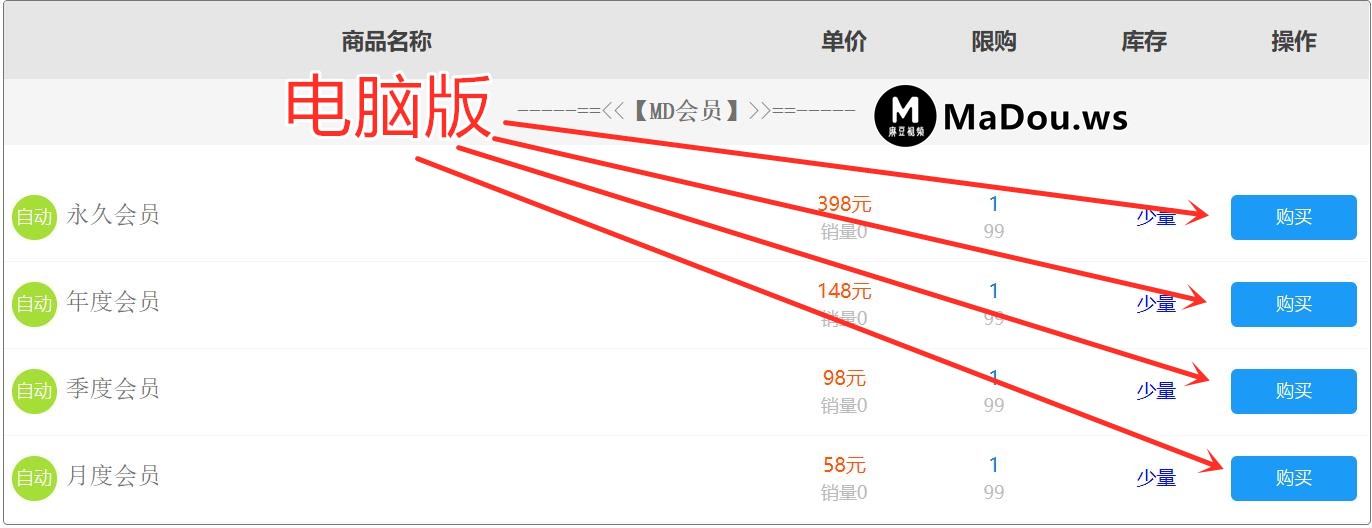 商品名称 单价 限购 库存 操作
电脑版 -----==<<【MD会员】>>==----- M 麻豆视频 MaDou.ws
自动 永久会员 398元 1 少量 购买
销量0 99
自动 年度会员 148元 1 少量 购买
销量0 99
自动 季度会员 98元 1 少量 购买
销量0 99
自动 月度会员 58元 1 少量 购买
销量0 99